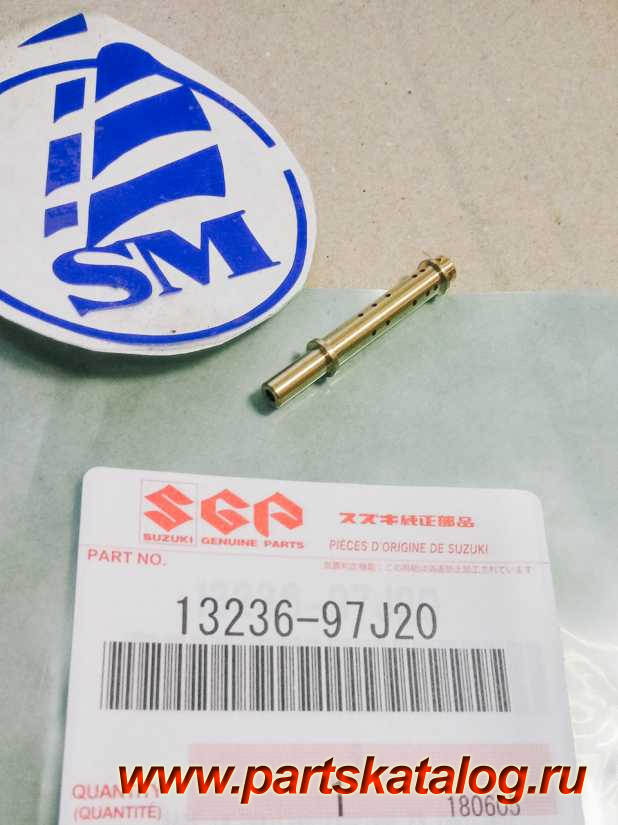 SM
SGP
SUZUKI GENUINE PARTS
スズキ純正部品
PIÈCES D'ORIGINE DE SUZUKI
PART NO.
13236-97J20
QUANTITY
(QUANTITÉ)
180605
www.partskatalog.ru